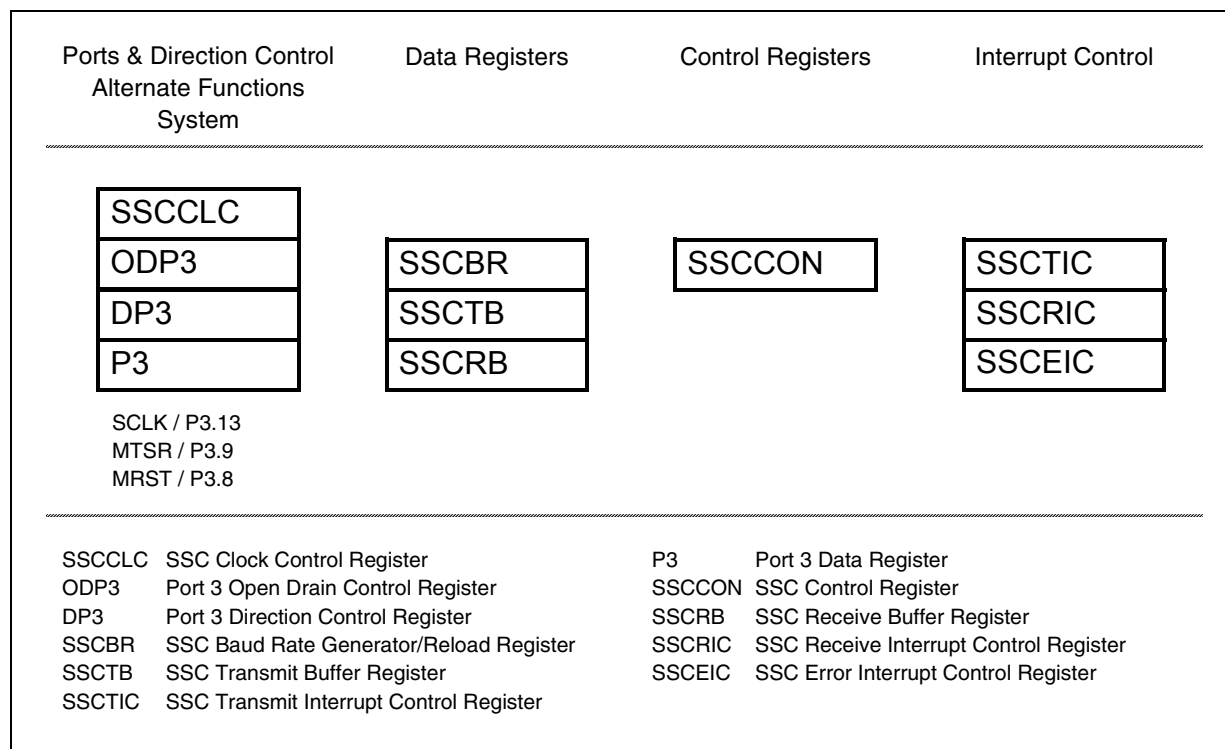 Ports & Direction Control
Alternate Functions
System
Data Registers
Control Registers
Interrupt Control
SSCCLC
ODP3
DP3
P3
SSCBR
SSCTB
SSCRB
SSCCON
SSCTIC
SSCRIC
SSCEIC
SCLK / P3.13
MTSR / P3.9
MRST / P3.8
SSCCLC SSC Clock Control Register
ODP3 Port 3 Open Drain Control Register
DP3 Port 3 Direction Control Register
SSCBR SSC Baud Rate Generator/Reload Register
SSCTB SSC Transmit Buffer Register
SSCTIC SSC Transmit Interrupt Control Register
P3 Port 3 Data Register
SSCCON SSC Control Register
SSCRB SSC Receive Buffer Register
SSCRIC SSC Receive Interrupt Control Register
SSCEIC SSC Error Interrupt Control Register